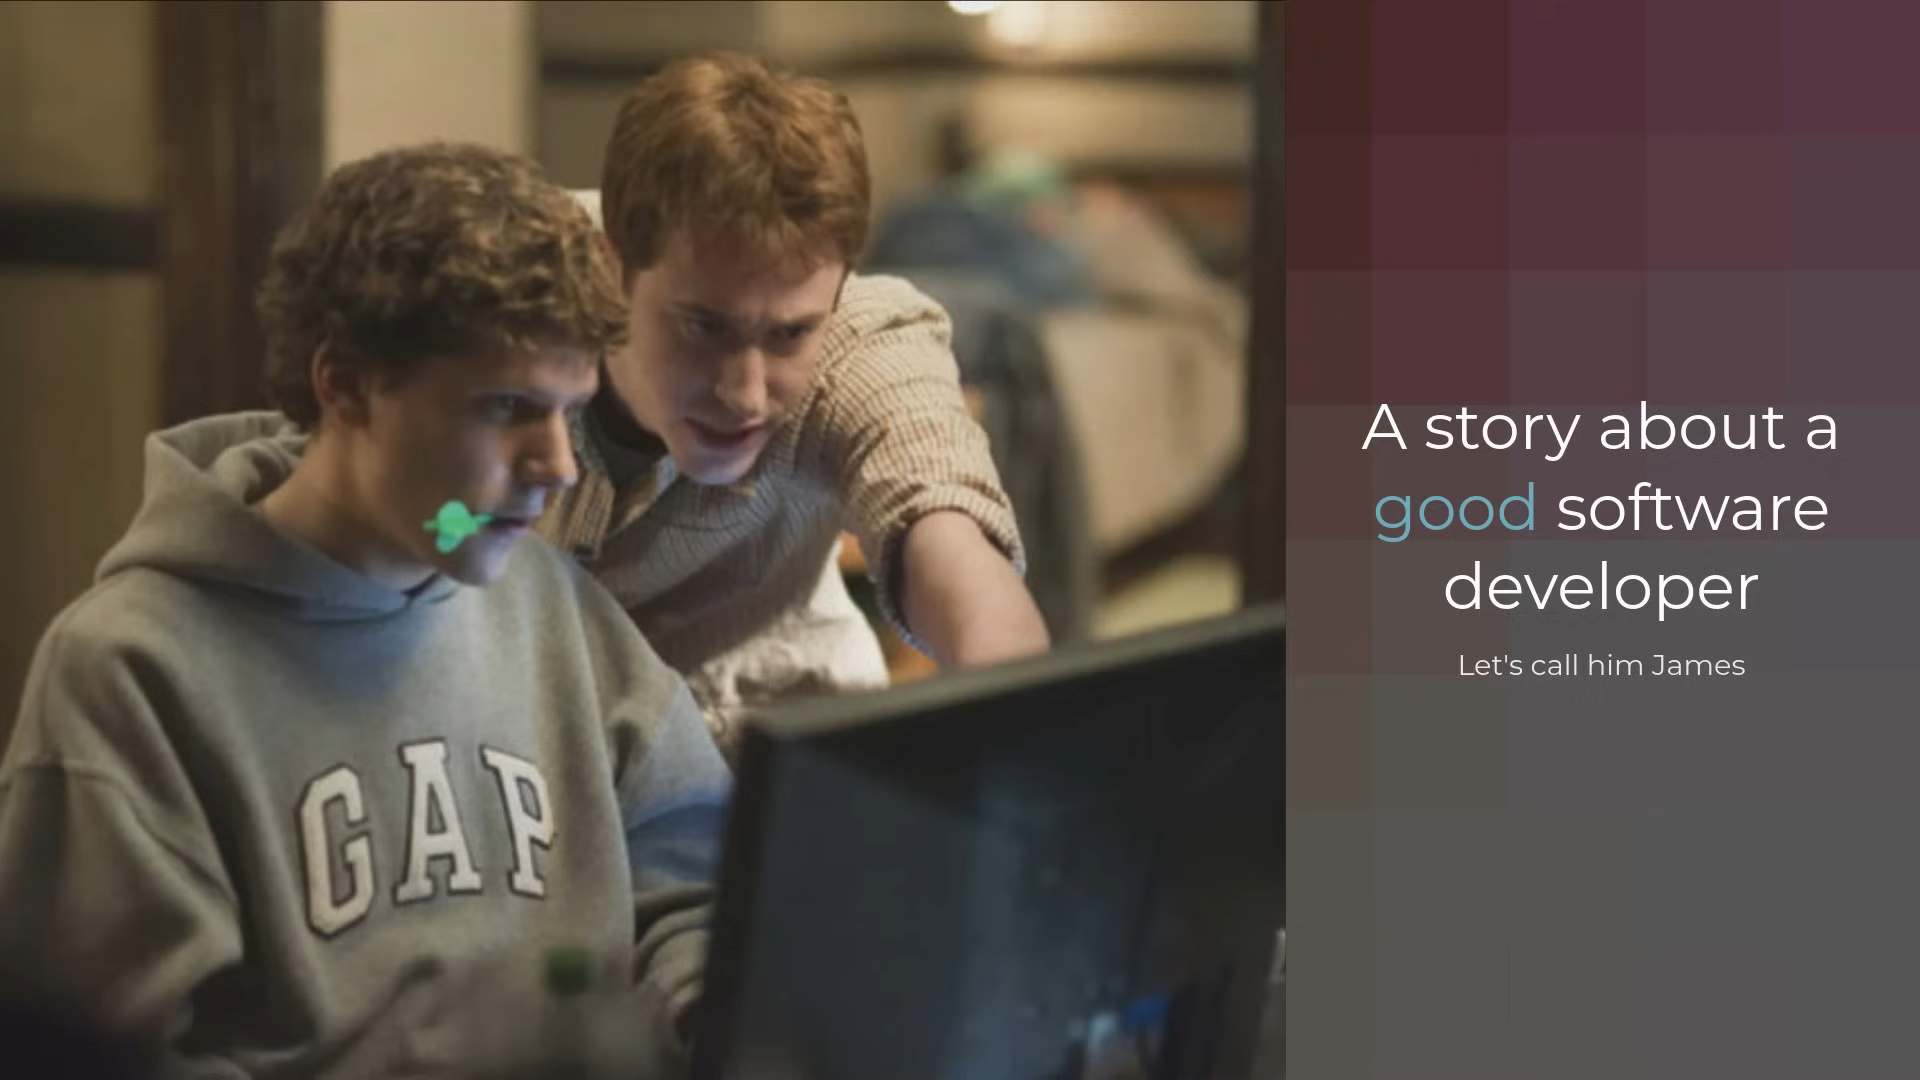 GAP
A story about a
good software
developer
Let's call him James